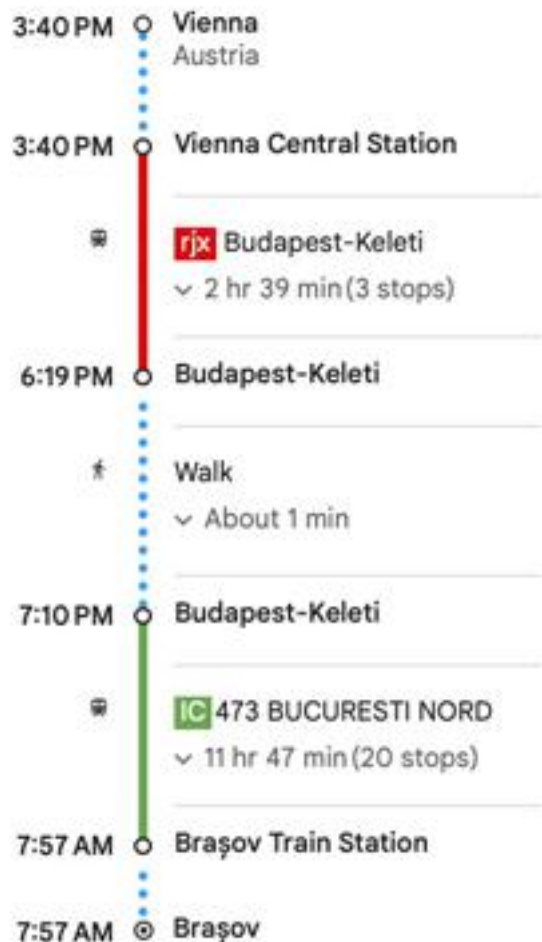 3:40 PM Vienna
Austria
3:40 PM Vienna Central Station
rjx Budapest-Keleti
2 hr 39 min (3 stops)
6:19 PM Budapest-Keleti
Walk
About 1 min
7:10 PM Budapest-Keleti
IC 473 BUCURESTI NORD
11 hr 47 min (20 stops)
7:57 AM Brașov Train Station
7:57 AM Brașov